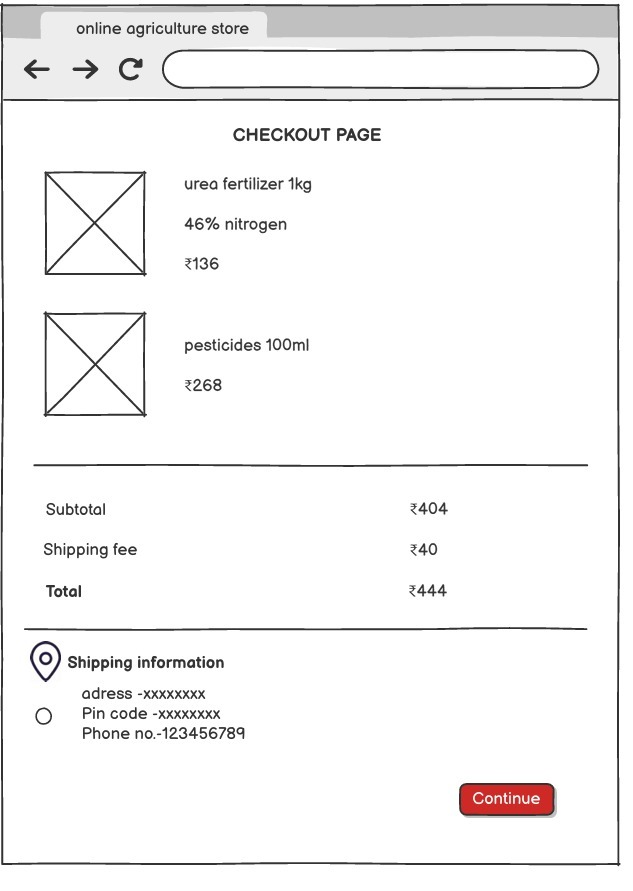 online agriculture store
CHECKOUT PAGE
urea fertilizer 1kg
46% nitrogen
₹136
pesticides 100ml
₹268
Subtotal ₹404
Shipping fee ₹40
Total ₹444
Shipping information
adress -xxxxxxxx
Pin code -xxxxxxxx
Phone no.-123456789
Continue